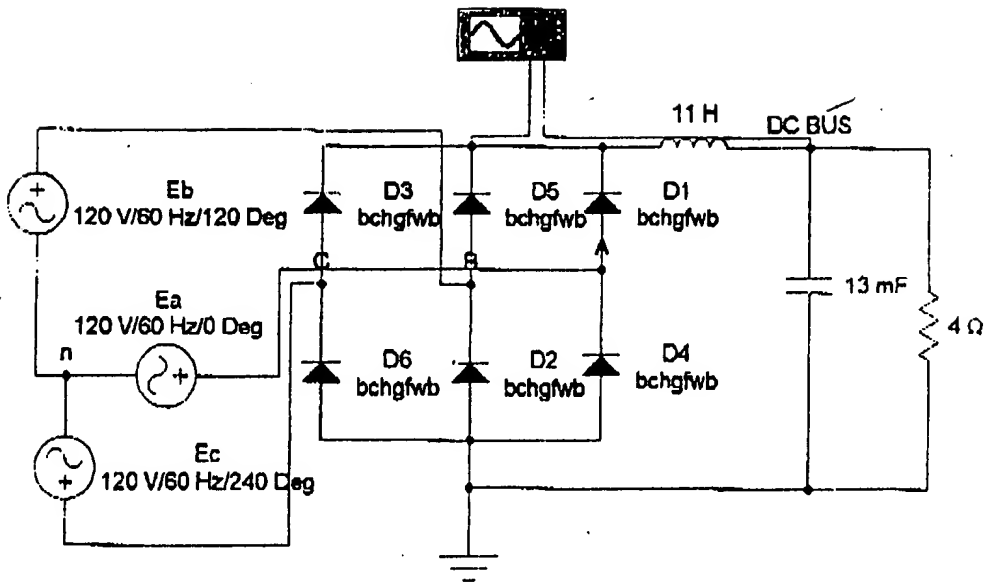 11 H
DC BUS
Eb
120 V/60 Hz/120 Deg
D3
bchgfwb
D5
bchgfwb
D1
bchgfwb
C
B
A
Ea
120 V/60 Hz/0 Deg
n
13 mF
4 Ω
D6
bchgfwb
D2
bchgfwb
D4
bchgfwb
Ec
120 V/60 Hz/240 Deg